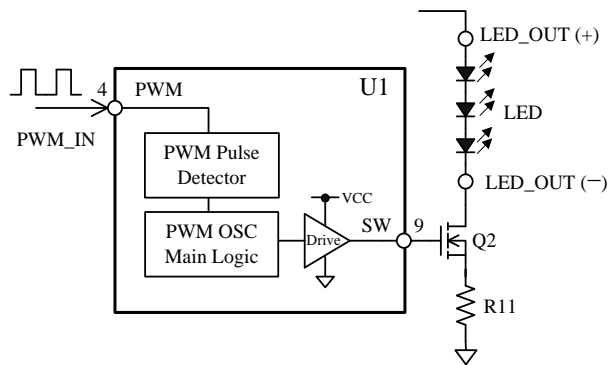 LED_OUT (+)
U1
4
PWM
LED
PWM_IN
PWM Pulse
Detector
LED_OUT (−)
VCC
PWM OSC
Main Logic
Drive
SW
9
Q2
R11